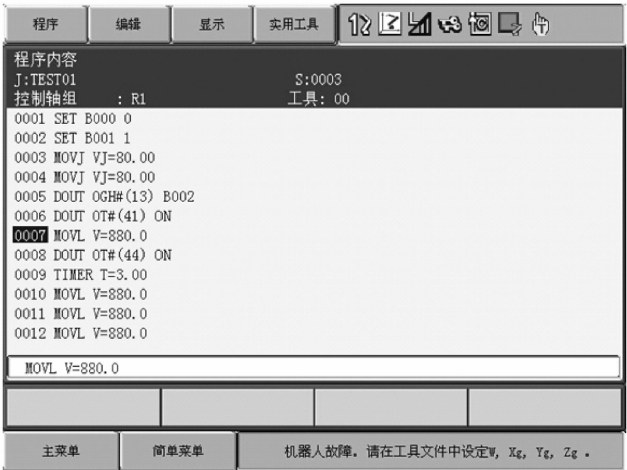 程序 编辑 显示 实用工具
程序内容
J:TEST01 S:0003
控制轴组 : R1 工具: 00
0001 SET B000 0
0002 SET B001 1
0003 MOVJ VJ=80.00
0004 MOVJ VJ=80.00
0005 DOUT OGH#(13) B002
0006 DOUT OT#(41) ON
0007 MOVL V=880.0
0008 DOUT OT#(44) ON
0009 TIMER T=3.00
0010 MOVL V=880.0
0011 MOVL V=880.0
0012 MOVL V=880.0
MOVL V=880.0
主菜单 简单菜单 机器人故障. 请在工具文件中设定W, Xg, Yg, Zg .